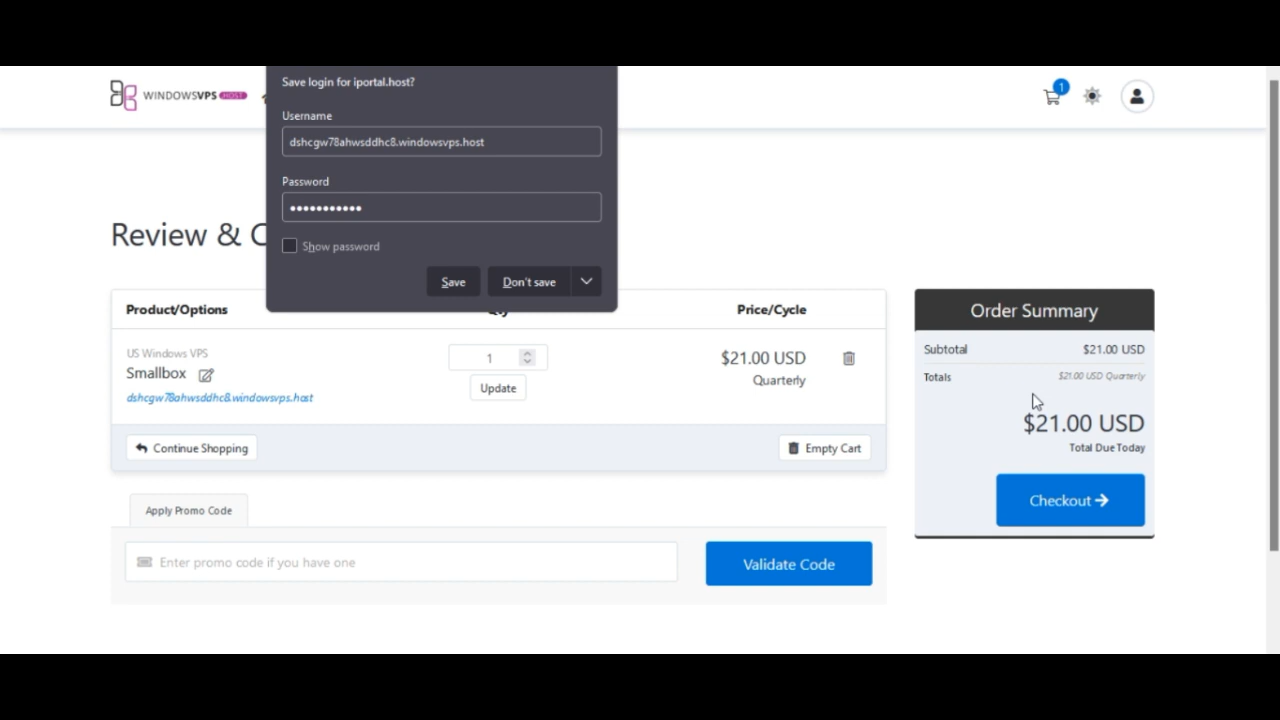 Save login for iportal.host?
WINDOWSVPS HOST
1
Username
dshcgw78ahwsddhc8.windowsvps.host
Password
•••••••••••
Show password
Save
Don't save
Review & C
Product/Options
Qty
Price/Cycle
US Windows VPS
Smallbox
dshcgw78ahwsddhc8.windowsvps.host
1
Update
$21.00 USD
Quarterly
Continue Shopping
Empty Cart
Order Summary
Subtotal $21.00 USD
Totals $21.00 USD Quarterly
$21.00 USD
Total Due Today
Checkout
Apply Promo Code
Enter promo code if you have one
Validate Code